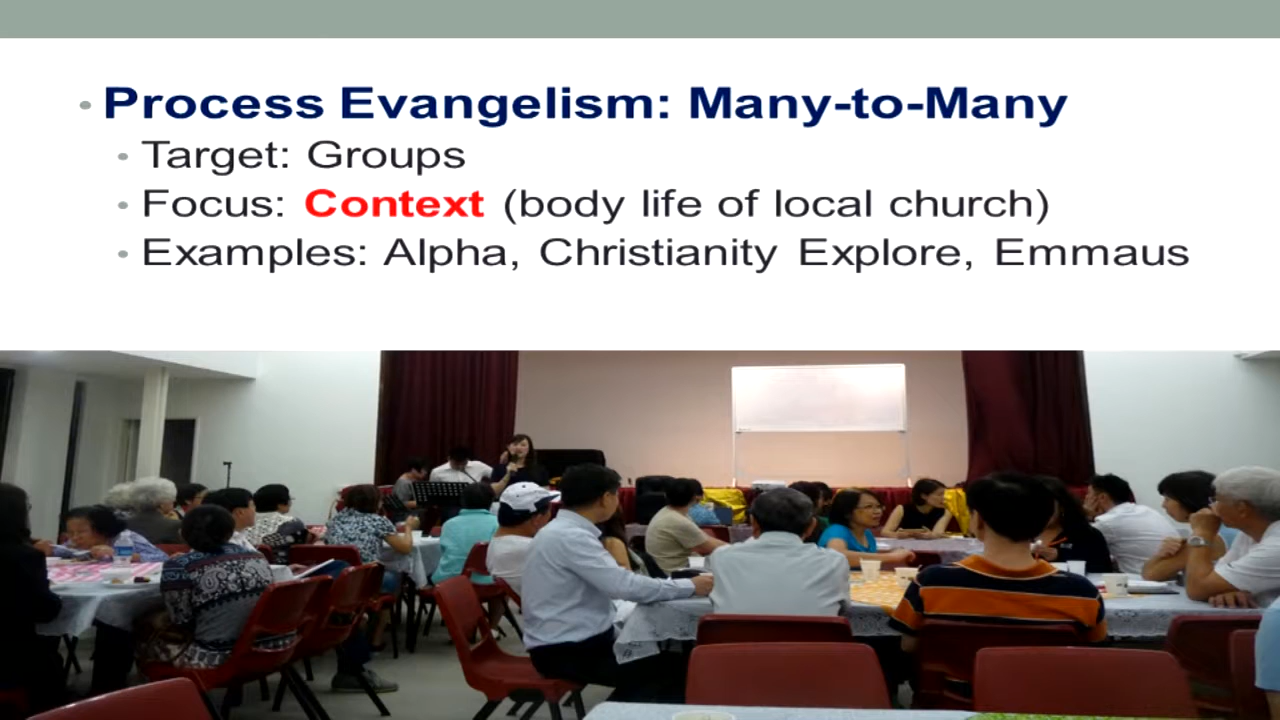 • Process Evangelism: Many-to-Many
• Target: Groups
• Focus: Context (body life of local church)
• Examples: Alpha, Christianity Explore, Emmaus